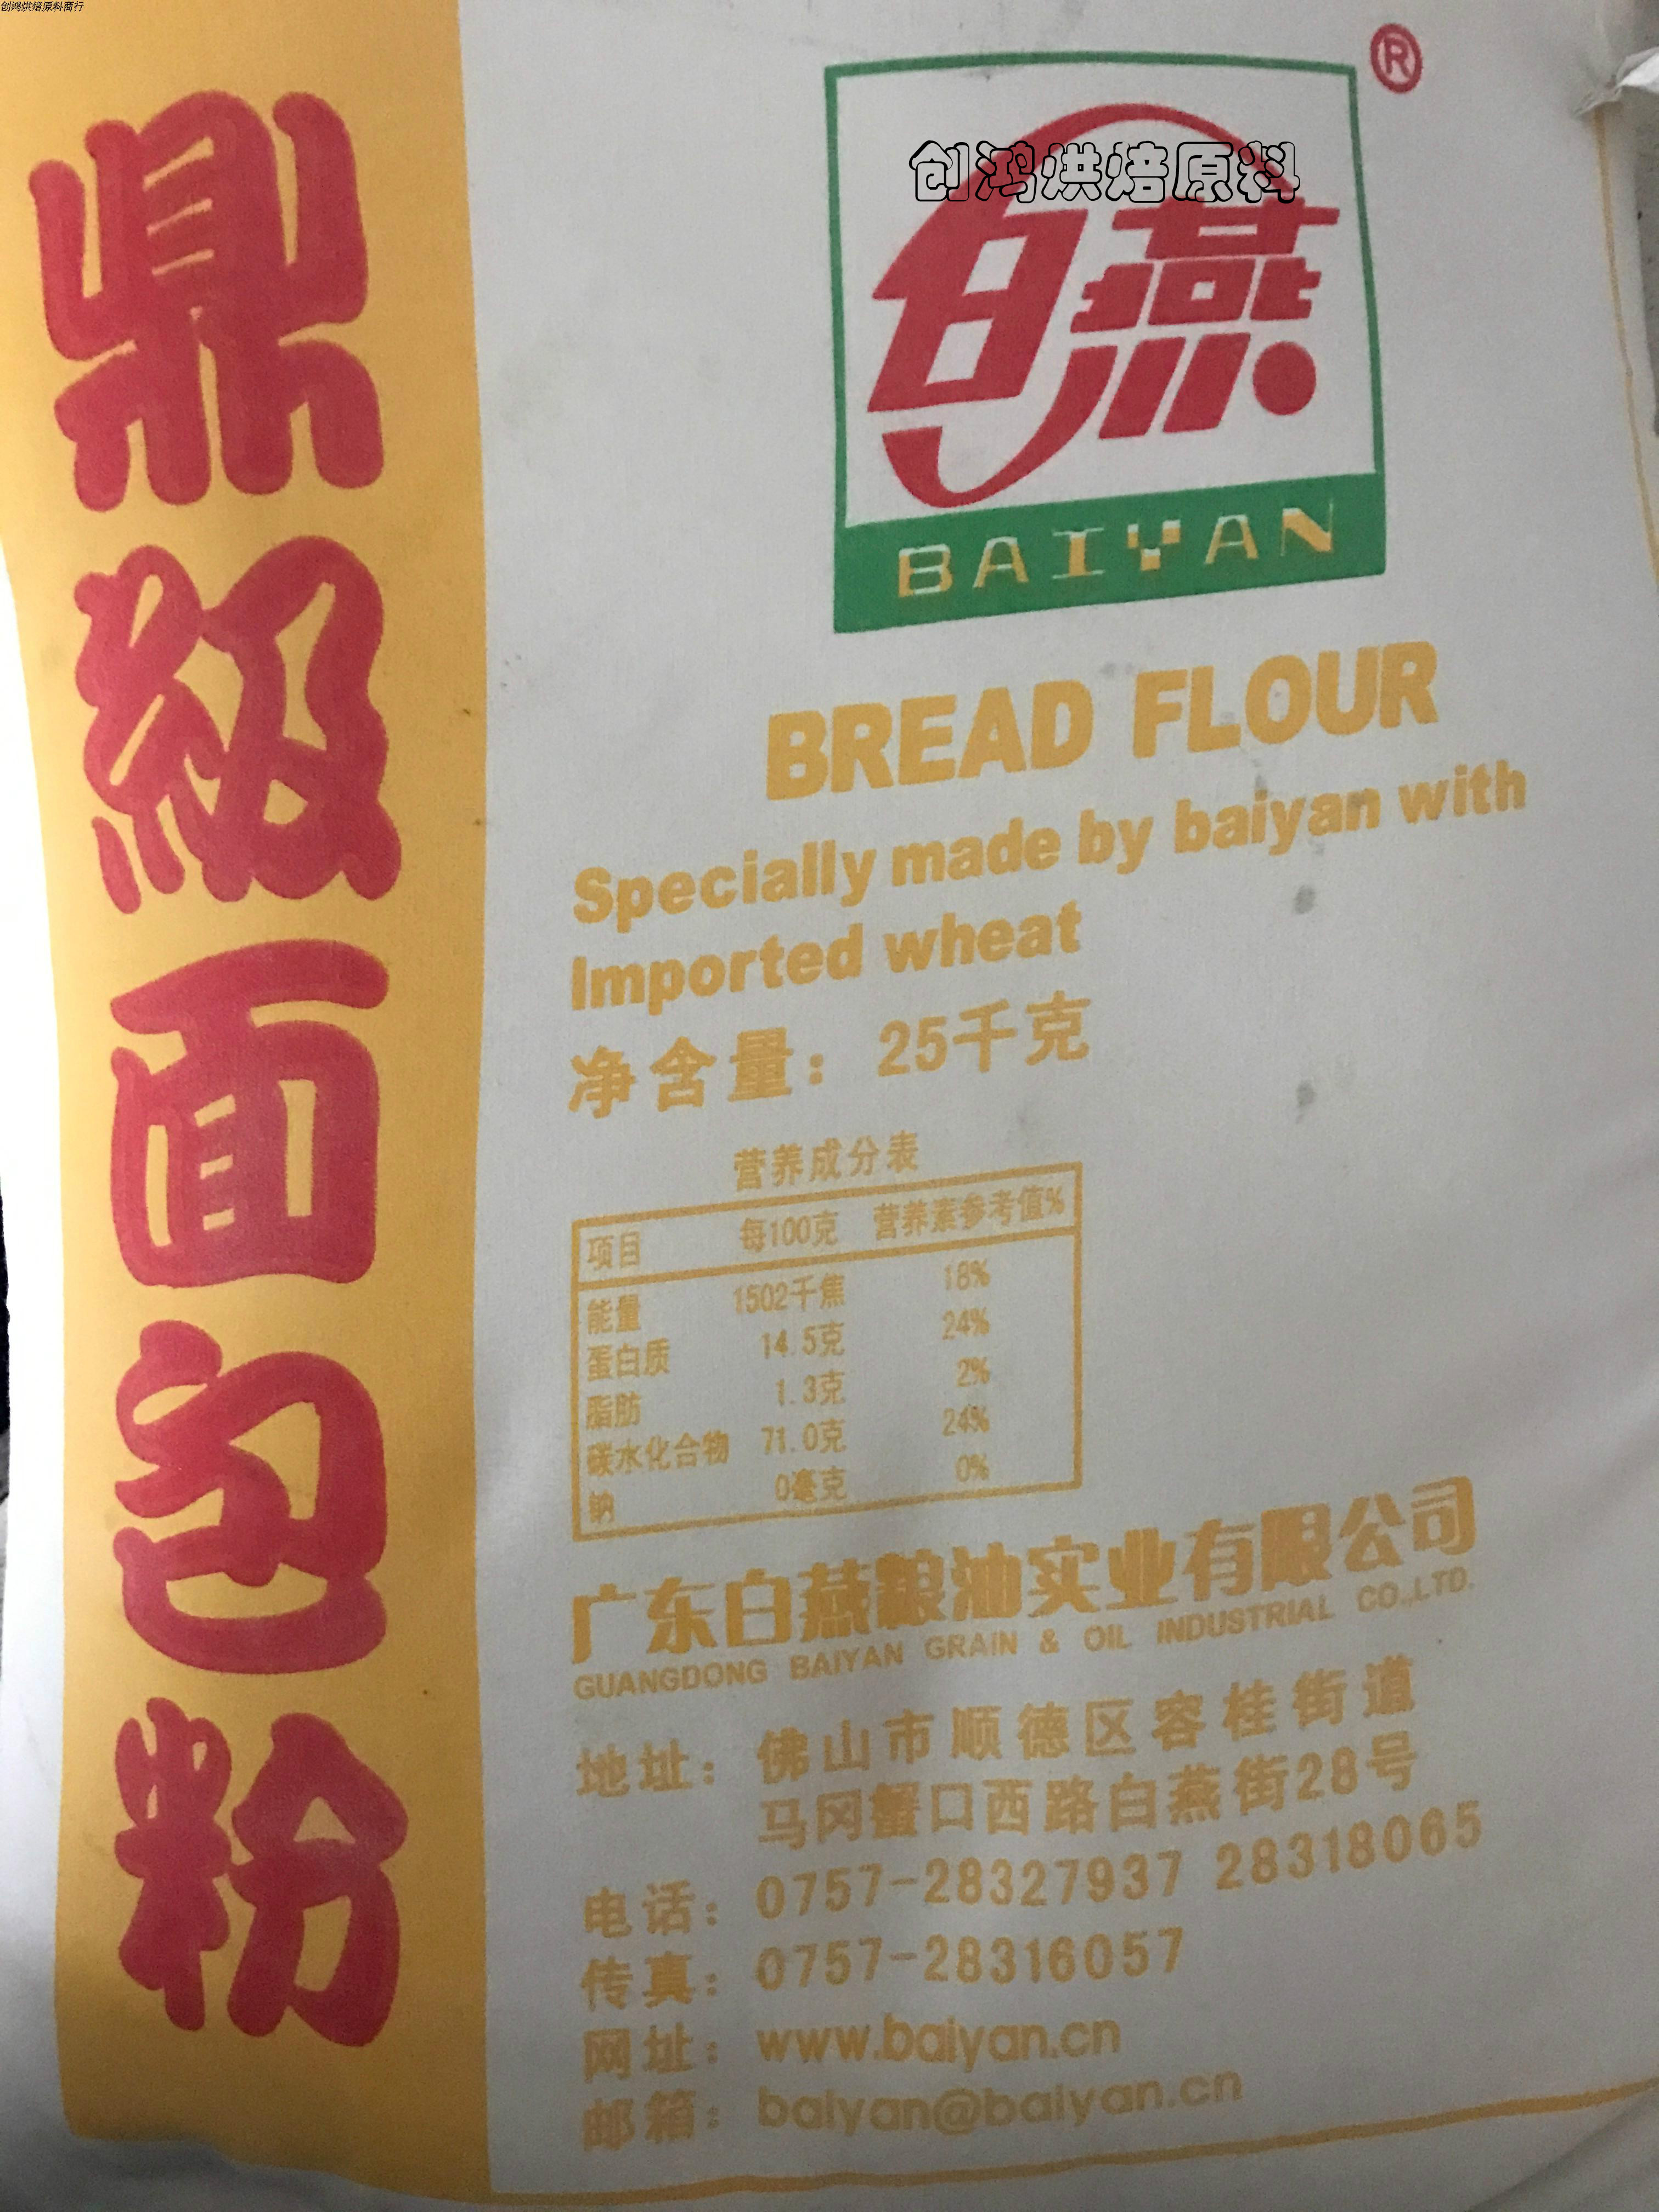 创鸿烘焙原料商行
鼎級面包粉
®
创鸿烘焙原料
白燕
BAIYAN
BREAD FLOUR
Specially made by baiyan with
Imported wheat
净含量：25千克
营养成分表
项目 每100克 营养素参考值%
能量 1502千焦 18%
蛋白质 14.5克 24%
脂肪 1.3克 2%
碳水化合物 71.0克 24%
钠 0毫克 0%
广东白燕粮油实业有限公司
GUANGDONG BAIYAN GRAIN & OIL INDUSTRIAL CO.,LTD.
地址：佛山市顺德区容桂街道
马冈蟹口西路白燕街28号
电话：0757-28327937 28318065
传真：0757-28316057
网址：www.baiyan.cn
邮箱：baiyan@baiyan.cn